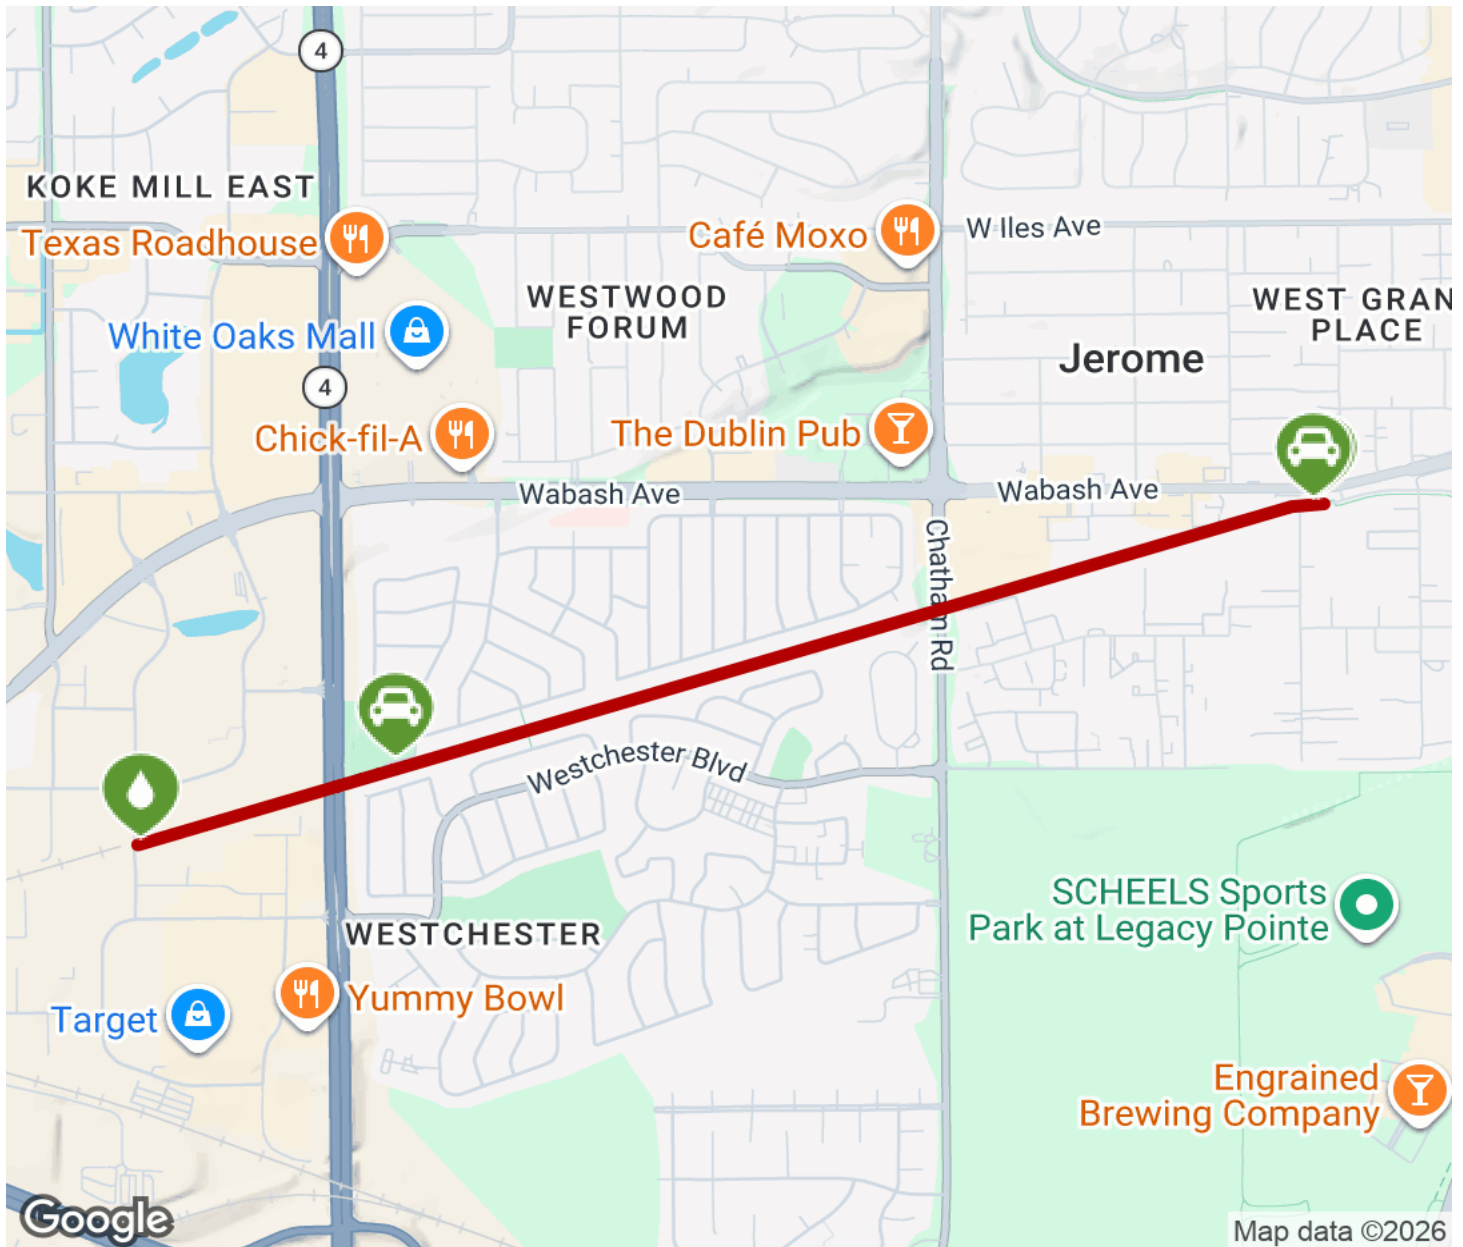 4
KOKE MILL EAST
Texas Roadhouse
Café Moxo
W Iles Ave
WESTWOOD
FORUM
WEST GRAN
PLACE
White Oaks Mall
Jerome
4
Chick-fil-A
The Dublin Pub
Wabash Ave
Wabash Ave
Chatham Rd
Westchester Blvd
SCHEELS Sports
Park at Legacy Pointe
WESTCHESTER
Yummy Bowl
Target
Engrained
Brewing Company
Google
Map data ©2026